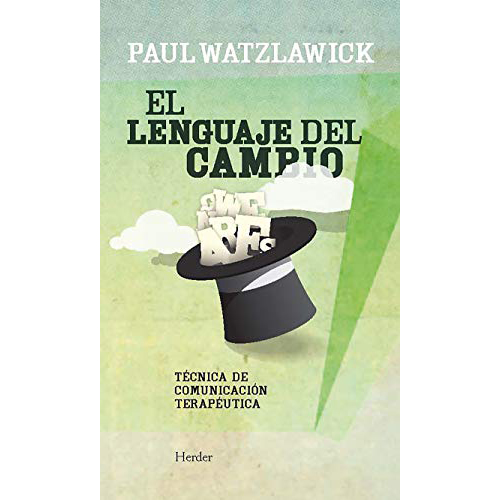 PAUL WATZLAWICK
EL
LENGUAJE DEL
CAMBIO
TÉCNICA DE
COMUNICACIÓN
TERAPÉUTICA
Herder